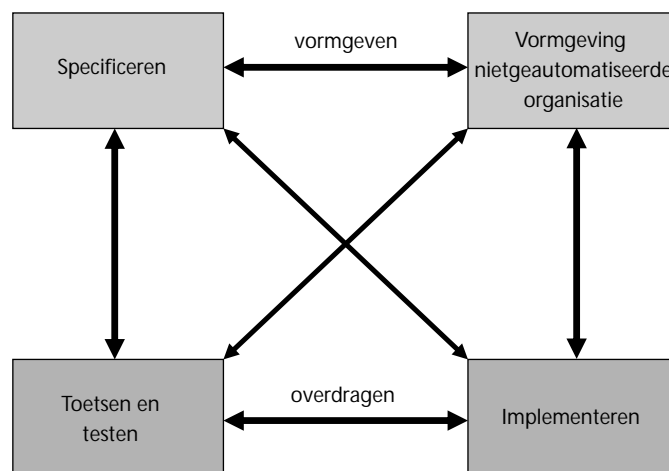 Specificeren
vormgeven
Vormgeving
nietgeautomatiseerde
organisatie
Toetsen en
testen
overdragen
Implementeren